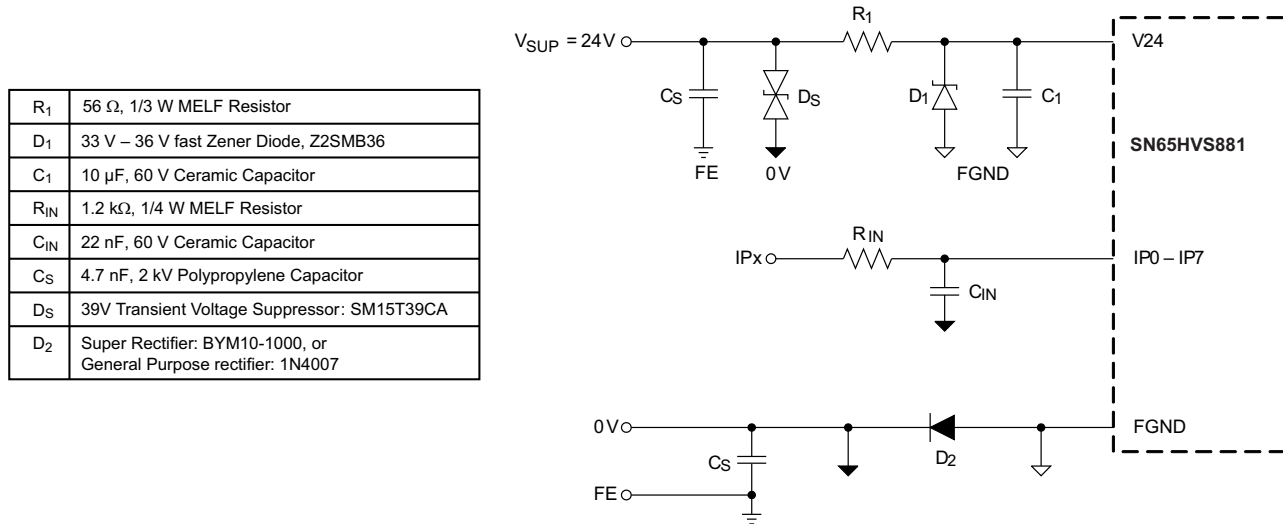 R1 56 Ω, 1/3 W MELF Resistor
D1 33 V – 36 V fast Zener Diode, Z2SMB36
C1 10 μF, 60 V Ceramic Capacitor
RIN 1.2 kΩ, 1/4 W MELF Resistor
CIN 22 nF, 60 V Ceramic Capacitor
CS 4.7 nF, 2 kV Polypropylene Capacitor
DS 39V Transient Voltage Suppressor: SM15T39CA
D2 Super Rectifier: BYM10-1000, or
General Purpose rectifier: 1N4007
VSUP = 24V
R1
V24
CS
DS
D1
C1
SN65HVS881
FE
0V
FGND
RIN
IPx
IP0 – IP7
CIN
0V
FGND
D2
CS
FE